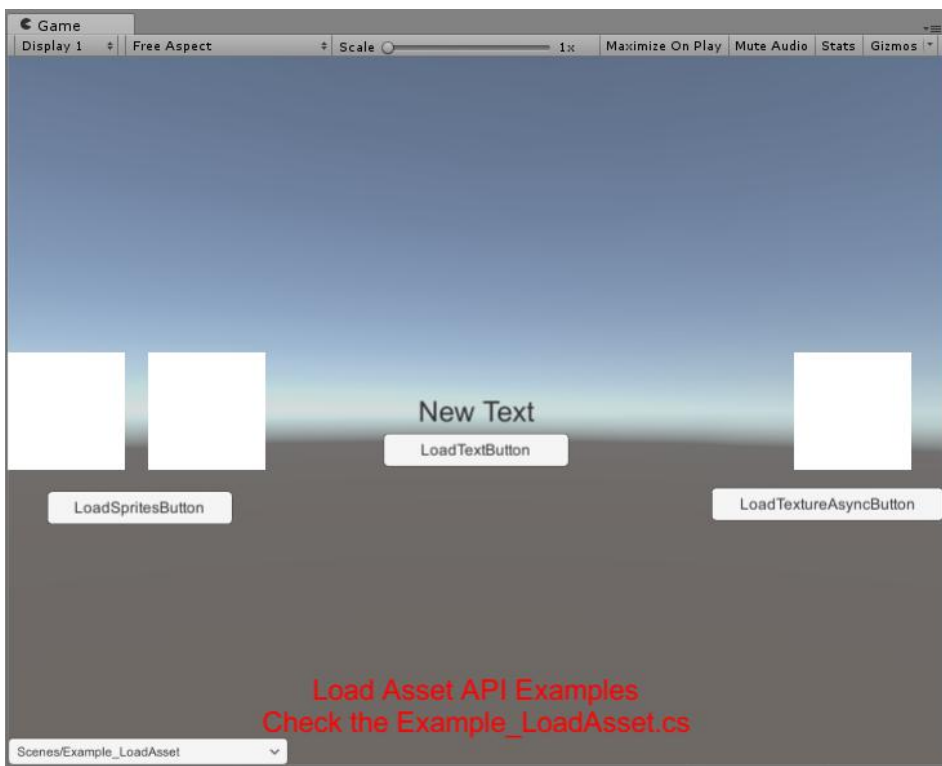 Game
Display 1 Free Aspect Scale 1x Maximize On Play Mute Audio Stats Gizmos
New Text
LoadTextButton
LoadSpritesButton
LoadTextureAsyncButton
Load Asset API Examples
Check the Example_LoadAsset.cs
Scenes/Example_LoadAsset